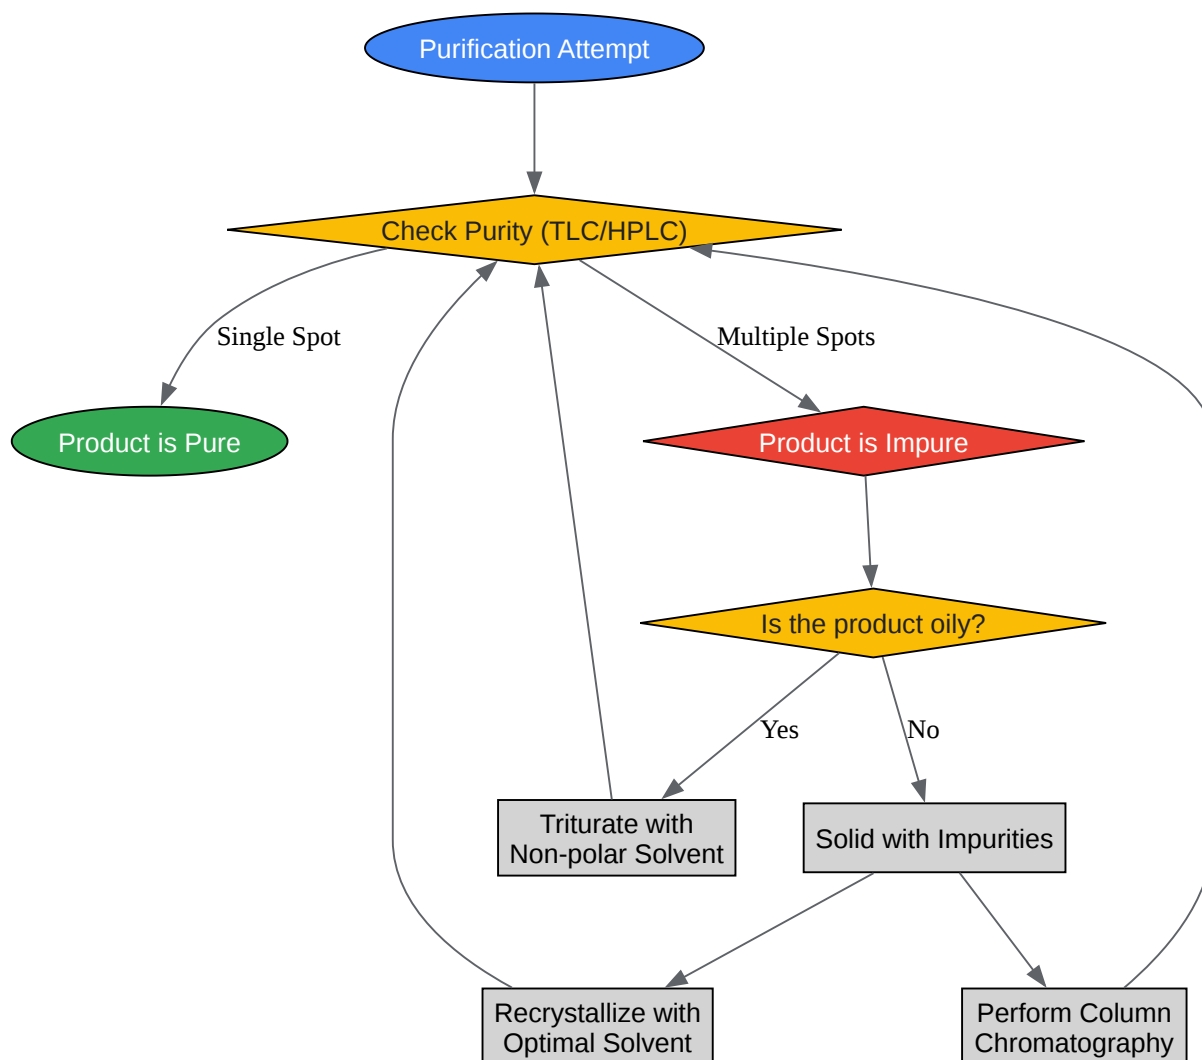 Purification Attempt
Check Purity (TLC/HPLC)
Single Spot
Multiple Spots
Product is Pure
Product is Impure
Is the product oily?
Yes
No
Triturate with
Non-polar Solvent
Solid with Impurities
Recrystallize with
Optimal Solvent
Perform Column
Chromatography